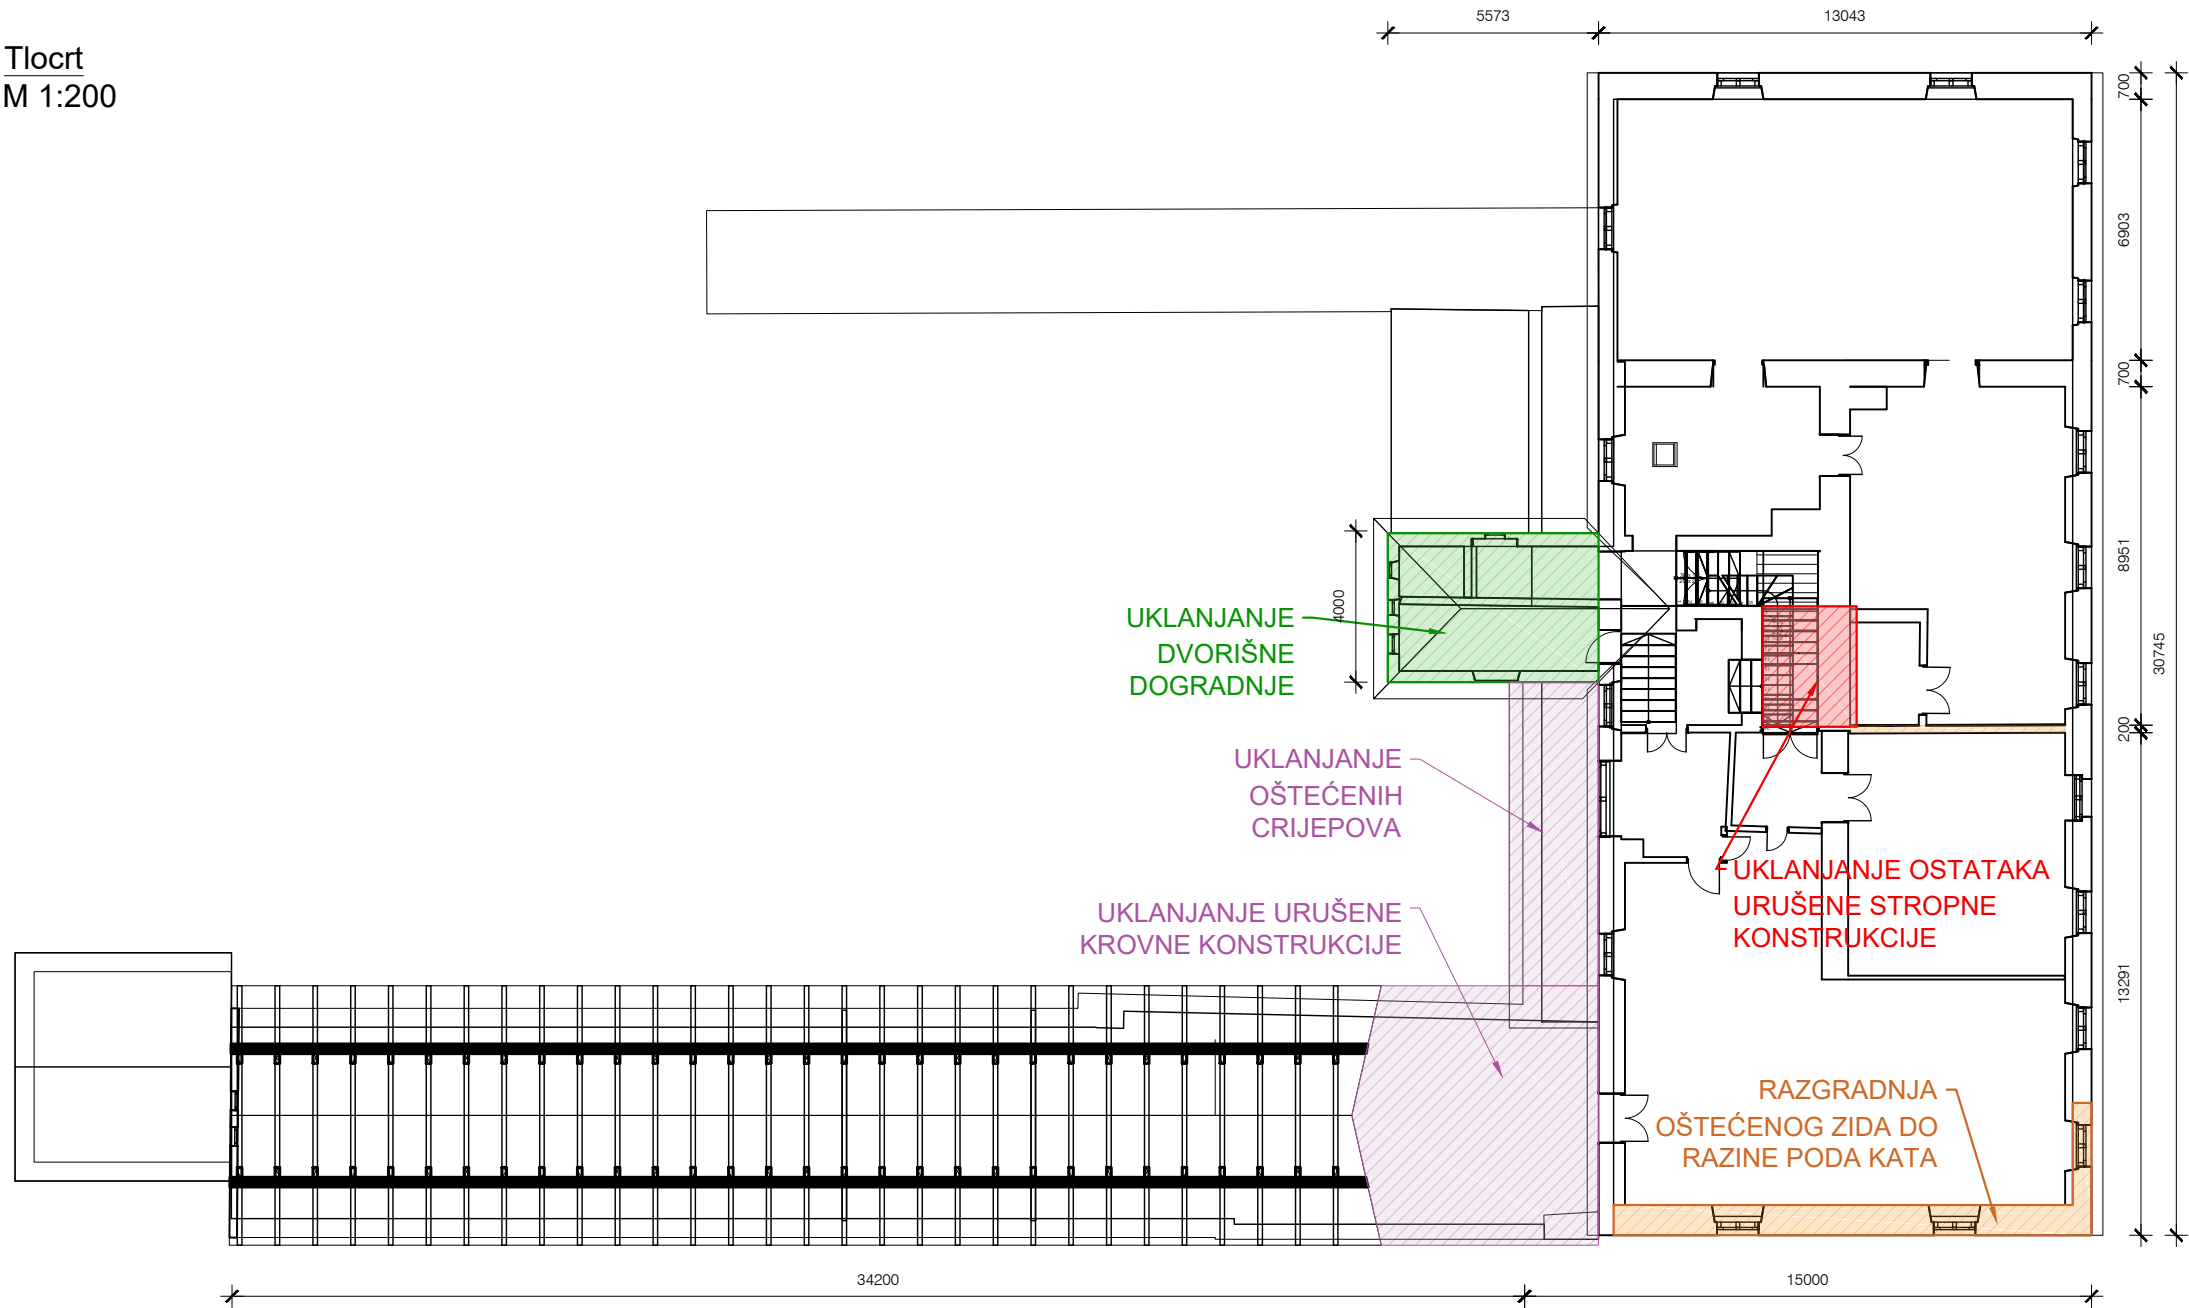 Tlocrt
M 1:200
5573
13043
700
6903
700
8951
30745
200
13291
4000
UKLANJANJE
DVORIŠNE
DOGRADNJE
UKLANJANJE
OŠTEĆENIH
CRIJEPOVA
UKLANJANJE URUŠENE
KROVNE KONSTRUKCIJE
UKLANJANJE OSTATAKA
URUŠENE STROPNE
KONSTRUKCIJE
RAZGRADNJA
OŠTEĆENOG ZIDA DO
RAZINE PODA KATA
34200
15000